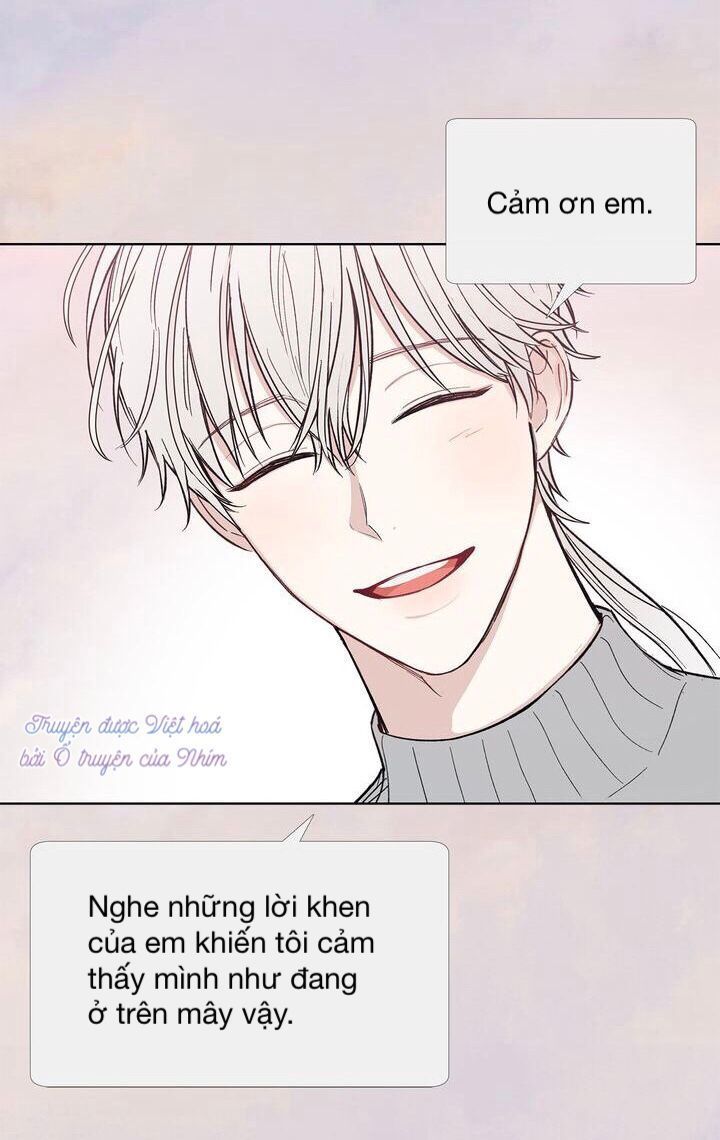 Cảm ơn em.
Truyện được Việt hoá
bởi Ổ truyện của Nhím
Nghe những lời khen
của em khiến tôi cảm
thấy mình như đang
ở trên mây vậy.